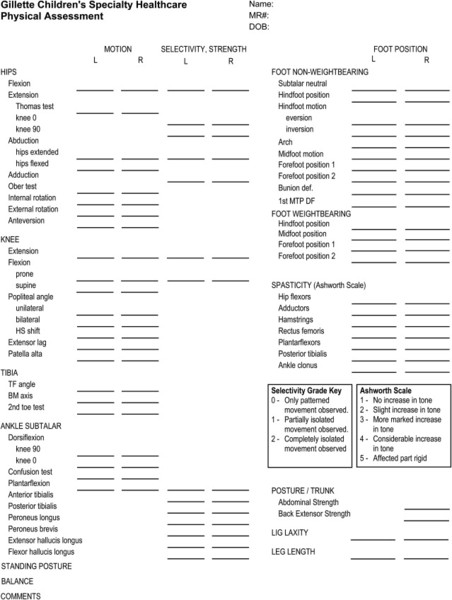 Gillette Children's Specialty Healthcare
Physical Assessment
Name:
MR#:
DOB:
MOTION
L R
SELECTIVITY, STRENGTH
L R
HIPS
Flexion
Extension
Thomas test
knee 0
knee 90
Abduction
hips extended
hips flexed
Adduction
Ober test
Internal rotation
External rotation
Anteversion
KNEE
Extension
Flexion
prone
supine
Popliteal angle
unilateral
bilateral
HS shift
Extensor lag
Patella alta
TIBIA
TF angle
BM axis
2nd toe test
ANKLE SUBTALAR
Dorsiflexion
knee 90
knee 0
Confusion test
Plantarflexion
Anterior tibialis
Posterior tibialis
Peroneus longus
Peroneus brevis
Extensor hallucis longus
Flexor hallucis longus
STANDING POSTURE
BALANCE
COMMENTS
FOOT POSITION
L R
FOOT NON-WEIGHTBEARING
Subtalar neutral
Hindfoot position
Hindfoot motion
eversion
inversion
Arch
Midfoot motion
Forefoot position 1
Forefoot position 2
Bunion def.
1st MTP DF
FOOT WEIGHTBEARING
Hindfoot position
Midfoot position
Forefoot position 1
Forefoot position 2
SPASTICITY (Ashworth Scale)
Hip flexors
Adductors
Hamstrings
Rectus femoris
Plantarflexors
Posterior tibialis
Ankle clonus
Selectivity Grade Key
0 - Only patterned
movement observed.
1 - Partially isolated
movement observed.
2 - Completely isolated
movement observed
Ashworth Scale
1 - No increase in tone
2 - Slight increase in tone
3 - More marked increase
in tone
4 - Considerable increase
in tone
5 - Affected part rigid
POSTURE / TRUNK
Abdominal Strength
Back Extensor Strength
LIG LAXITY
LEG LENGTH